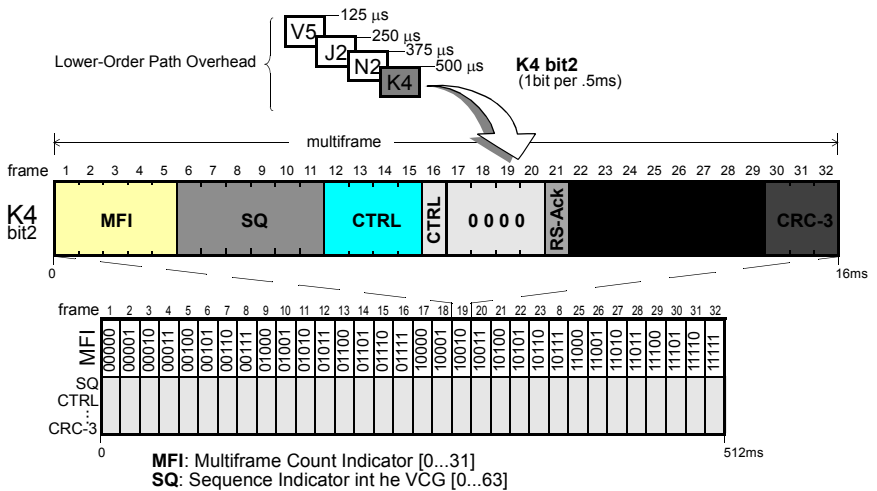 V5
125 µs
J2
250 µs
N2
375 µs
K4
500 µs
Lower-Order Path Overhead
K4 bit2
(1bit per .5ms)
multiframe
frame 1 2 3 4 5 6 7 8 9 10 11 12 13 14 15 16 17 18 19 20 21 22 23 24 25 26 27 28 29 30 31 32
K4
bit2
MFI SQ CTRL CTRL 0 0 0 0 RS-Ack CRC-3
0 16ms
frame 1 2 3 4 5 6 7 8 9 10 11 12 13 14 15 16 17 18 19 20 21 22 23 8 25 26 27 28 29 30 31 32
MFI 00000 00001 00010 00011 00100 00101 00110 00111 01000 01001 01010 01011 01100 01101 01110 01111 10000 10001 10010 10011 10100 10101 10110 10111 11000 11001 11010 11011 11100 11101 11110 11111
SQ
CTRL
...
CRC-3
0 512ms
MFI: Multiframe Count Indicator [0...31]
SQ: Sequence Indicator int he VCG [0...63]